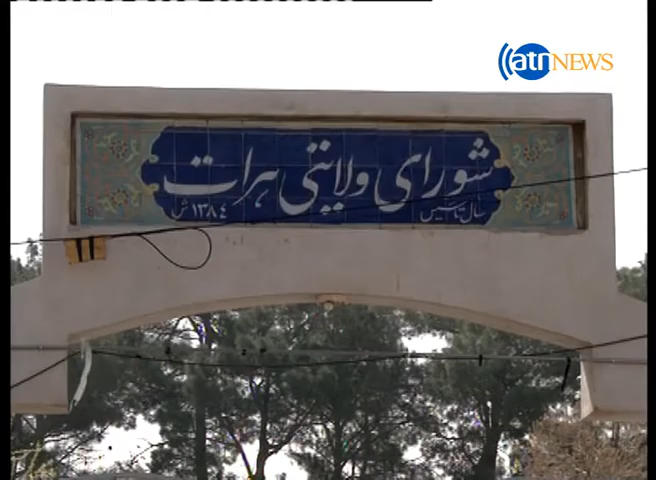 atn NEWS
شورای ولایتی هرات
سال تاسیس ۱۳۸۴ ش